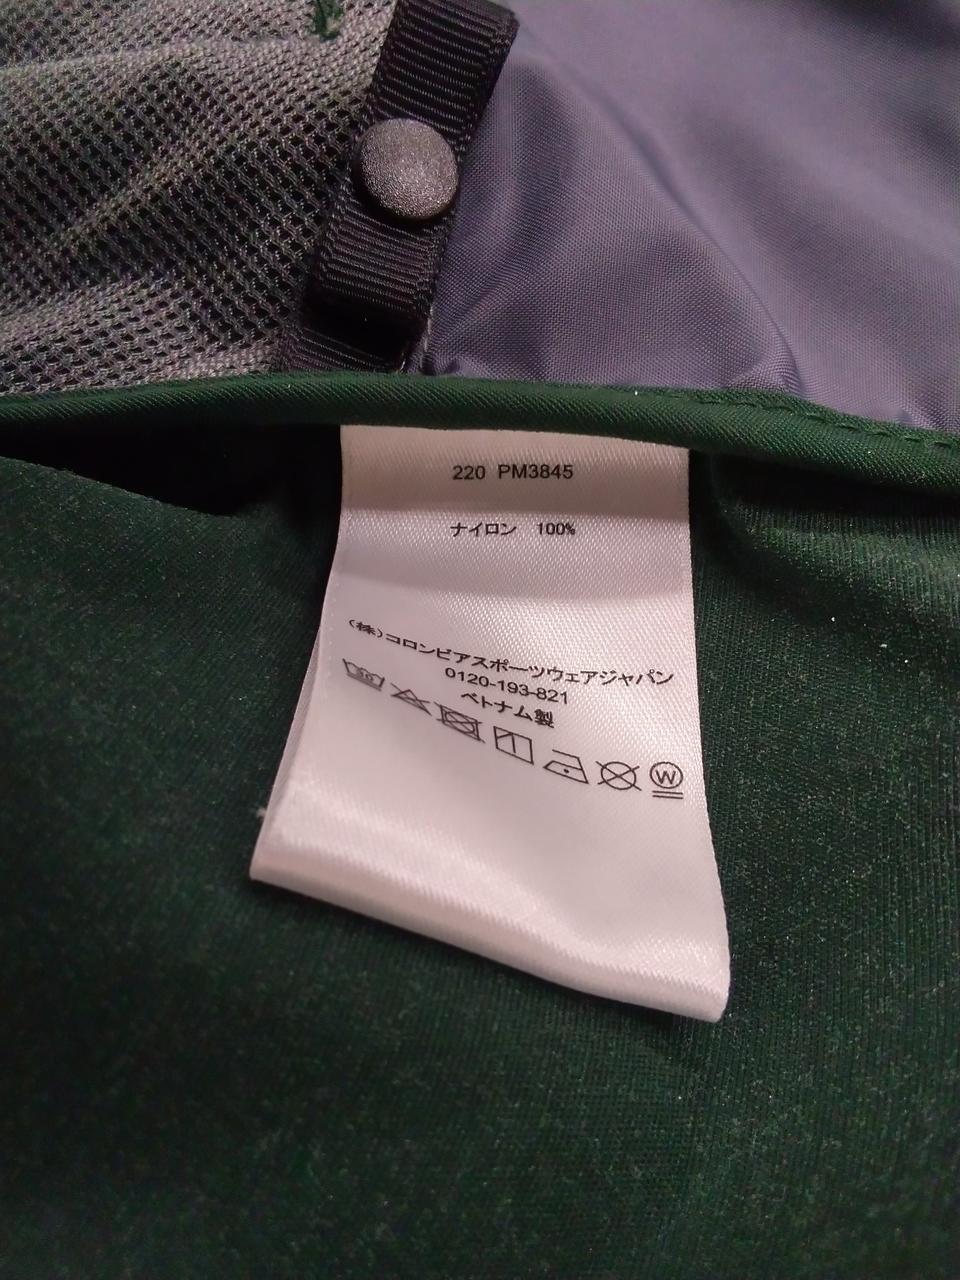 220 PM3845
ナイロン 100%
(株)コロンビアスポーツウェアジャパン
0120-193-821
ベトナム製
W